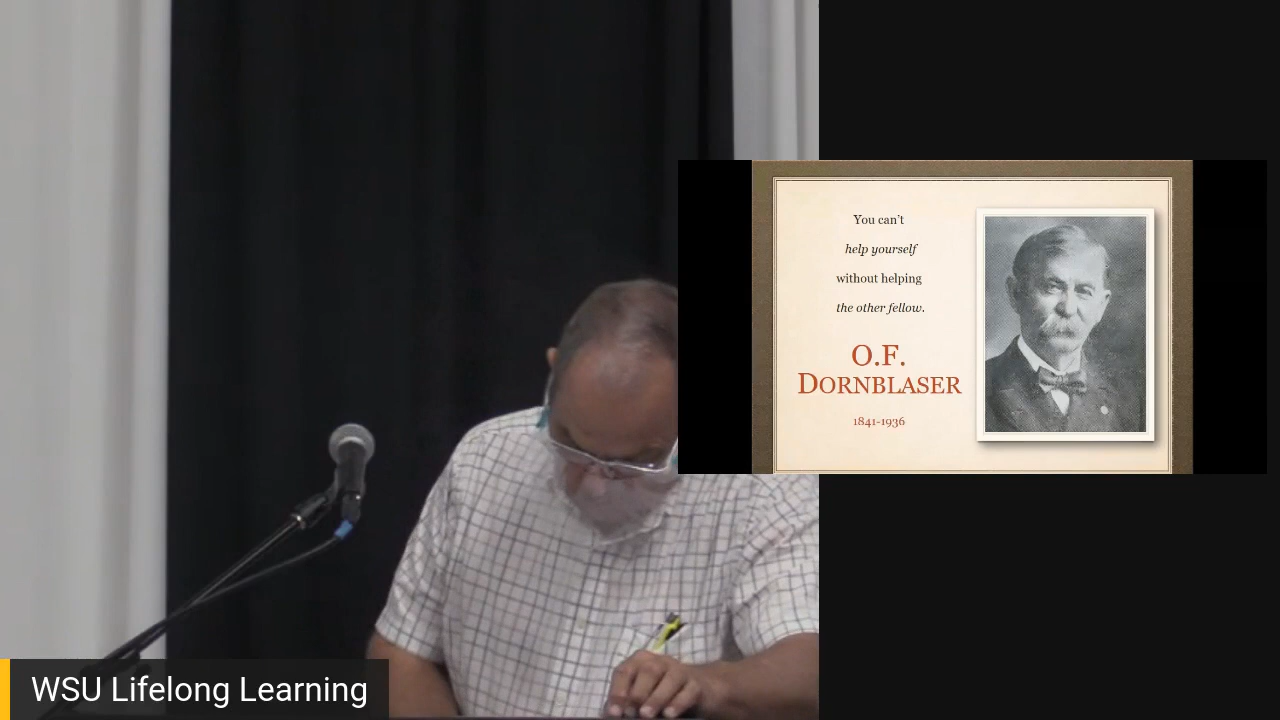 You can't
help yourself
without helping
the other fellow.
O.F.
DORNBLASER
1841-1936
WSU Lifelong Learning